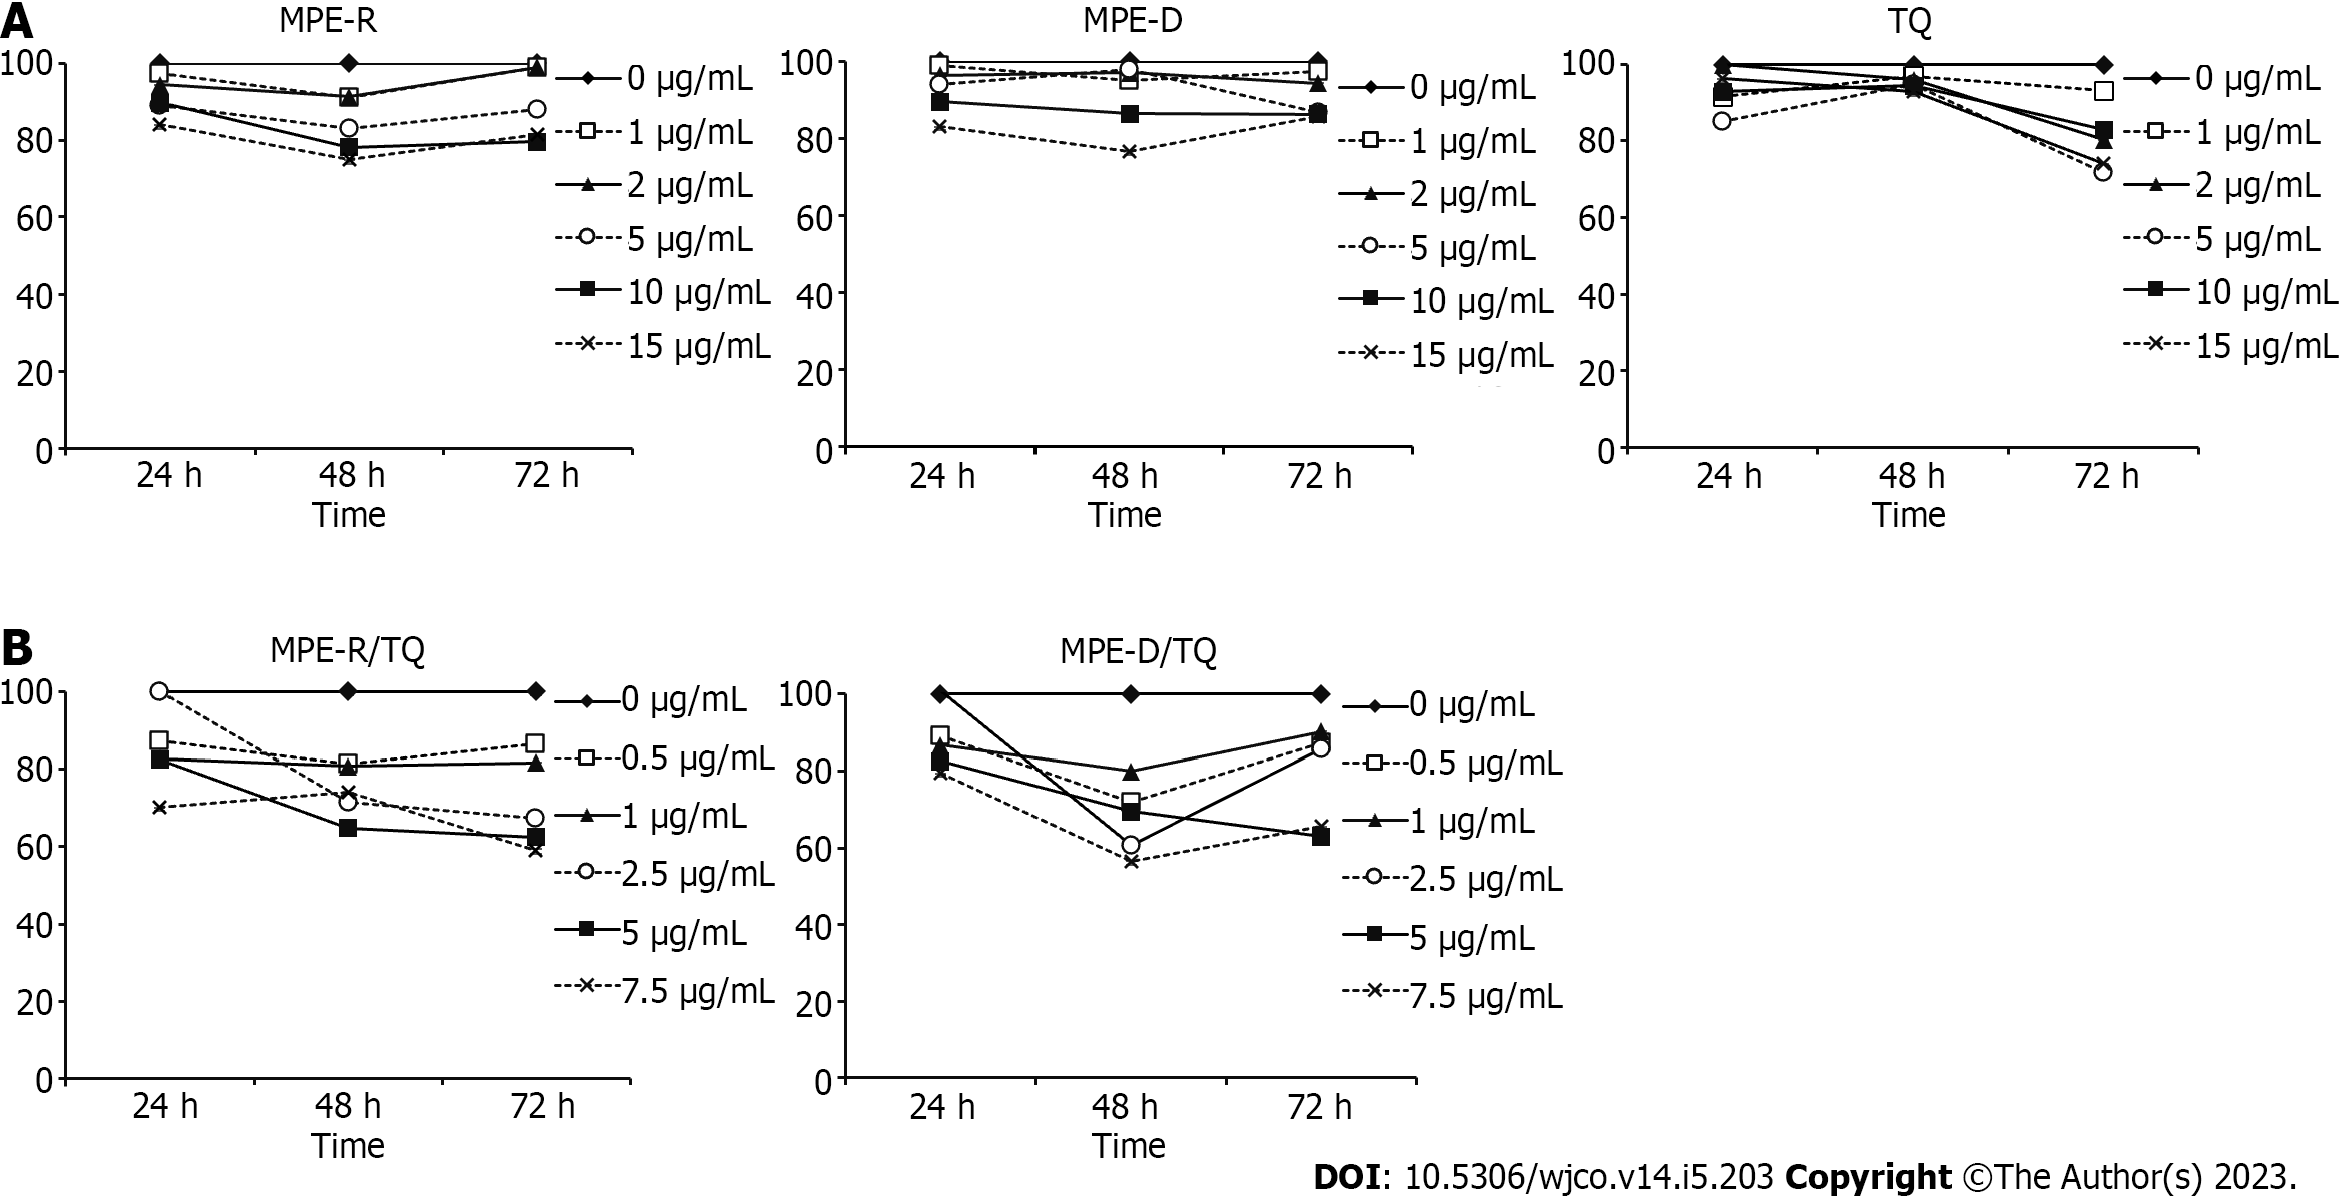 A
MPE-R
100
80
60
40
20
0
24 h 48 h 72 h
Time
0 µg/mL
1 µg/mL
2 µg/mL
5 µg/mL
10 µg/mL
15 µg/mL
MPE-D
100
80
60
40
20
0
24 h 48 h 72 h
Time
0 µg/mL
1 µg/mL
2 µg/mL
5 µg/mL
10 µg/mL
15 µg/mL
TQ
100
80
60
40
20
0
24 h 48 h 72 h
Time
0 µg/mL
1 µg/mL
2 µg/mL
5 µg/mL
10 µg/mL
15 µg/mL
B
MPE-R/TQ
100
80
60
40
20
0
24 h 48 h 72 h
Time
0 µg/mL
0.5 µg/mL
1 µg/mL
2.5 µg/mL
5 µg/mL
7.5 µg/mL
MPE-D/TQ
100
80
60
40
20
0
24 h 48 h 72 h
Time
0 µg/mL
0.5 µg/mL
1 µg/mL
2.5 µg/mL
5 µg/mL
7.5 µg/mL
DOI: 10.5306/wjco.v14.i5.203 Copyright ©The Author(s) 2023.